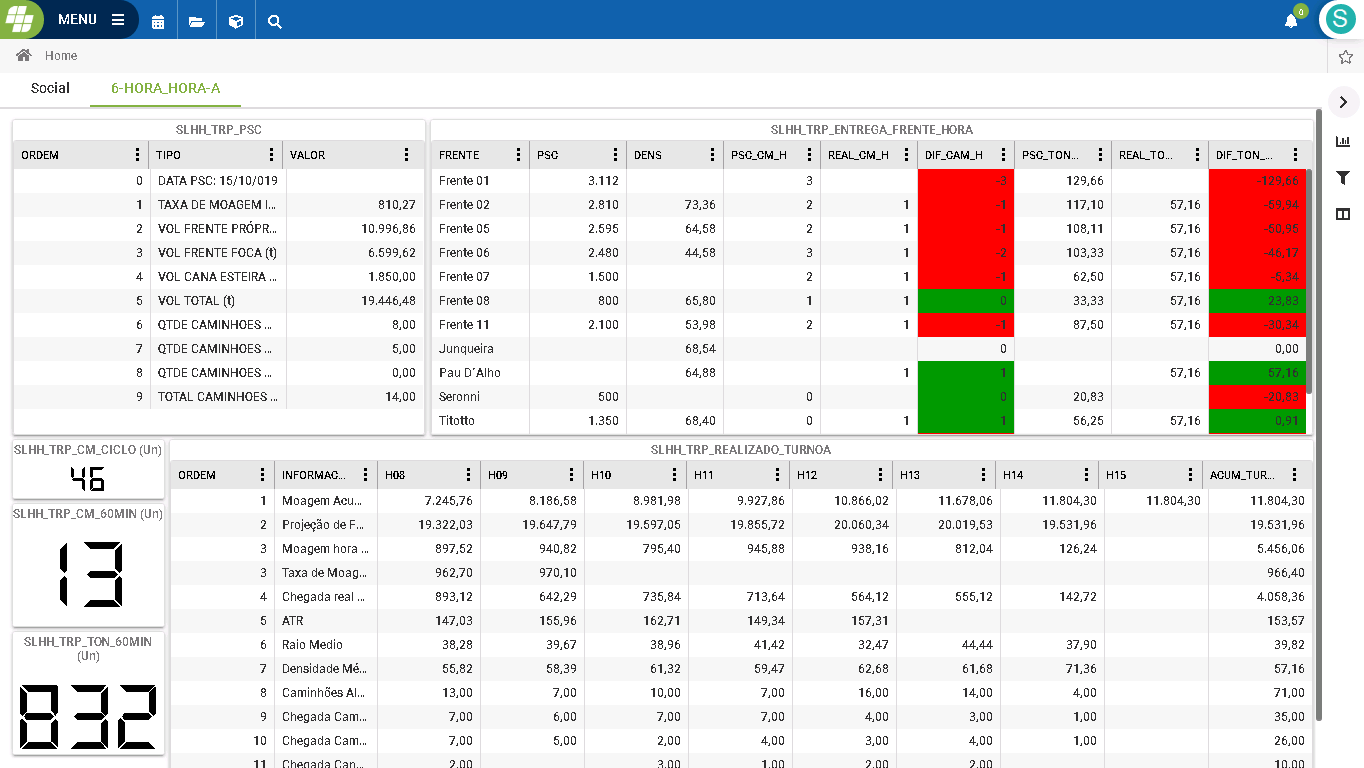 MENU
0
S
Home
Social 6-HORA_HORA-A
SLHH_TRP_PSC
ORDEM TIPO VALOR
0 DATA PSC: 15/10/019
1 TAXA DE MOAGEM I... 810,27
2 VOL FRENTE PRÓPR... 10.996,86
3 VOL FRENTE FOCA (t) 6.599,62
4 VOL CANA ESTEIRA ... 1.850,00
5 VOL TOTAL (t) 19.446,48
6 QTDE CAMINHOES ... 8,00
7 QTDE CAMINHOES ... 5,00
8 QTDE CAMINHOES ... 0,00
9 TOTAL CAMINHOES ... 14,00
SLHH_TRP_ENTREGA_FRENTE_HORA
FRENTE PSC DENS PSC_CM_H REAL_CM_H DIF_CAM_H PSC_TON... REAL_TO... DIF_TON_...
Frente 01 3.112 3 -3 129,66 -129,66
Frente 02 2.810 73,36 2 1 -1 117,10 57,16 -59,94
Frente 05 2.595 64,58 2 1 -1 108,11 57,16 -50,95
Frente 06 2.480 44,58 3 1 -2 103,33 57,16 -46,17
Frente 07 1.500 2 1 -1 62,50 57,16 -5,34
Frente 08 800 65,80 1 1 0 33,33 57,16 23,83
Frente 11 2.100 53,98 2 1 -1 87,50 57,16 -30,34
Junqueira 68,54 0 0,00
Pau D´Alho 64,88 1 1 57,16 57,16
Seronni 500 0 0 20,83 -20,83
Titotto 1.350 68,40 0 1 1 56,25 57,16 0,91
SLHH_TRP_CM_CICLO (Un)
46
SLHH_TRP_CM_60MIN (Un)
13
SLHH_TRP_TON_60MIN
(Un)
832
SLHH_TRP_REALIZADO_TURNOA
ORDEM INFORMAC... H08 H09 H10 H11 H12 H13 H14 H15 ACUM_TUR...
1 Moagem Acu... 7.245,76 8.186,58 8.981,98 9.927,86 10.866,02 11.678,06 11.804,30 11.804,30 11.804,30
2 Projeção de F... 19.322,03 19.647,79 19.597,05 19.855,72 20.060,34 20.019,53 19.531,96 19.531,96
3 Moagem hora ... 897,52 940,82 795,40 945,88 938,16 812,04 126,24 5.456,06
3 Taxa de Moag... 962,70 970,10 966,40
4 Chegada real ... 893,12 642,29 735,84 713,64 564,12 555,12 142,72 4.058,36
5 ATR 147,03 155,96 162,71 149,34 157,31 153,57
6 Raio Medio 38,28 39,67 38,96 41,42 32,47 44,44 37,90 39,82
7 Densidade Mé... 55,82 58,39 61,32 59,47 62,68 61,68 71,36 57,16
8 Caminhões Al... 13,00 7,00 10,00 7,00 16,00 14,00 4,00 71,00
9 Chegada Cam... 7,00 6,00 7,00 7,00 4,00 3,00 1,00 35,00
10 Chegada Cam... 7,00 5,00 2,00 4,00 3,00 4,00 1,00 26,00
11 Chegada Can... 2,00 3,00 1,00 2,00 2,00 10,00